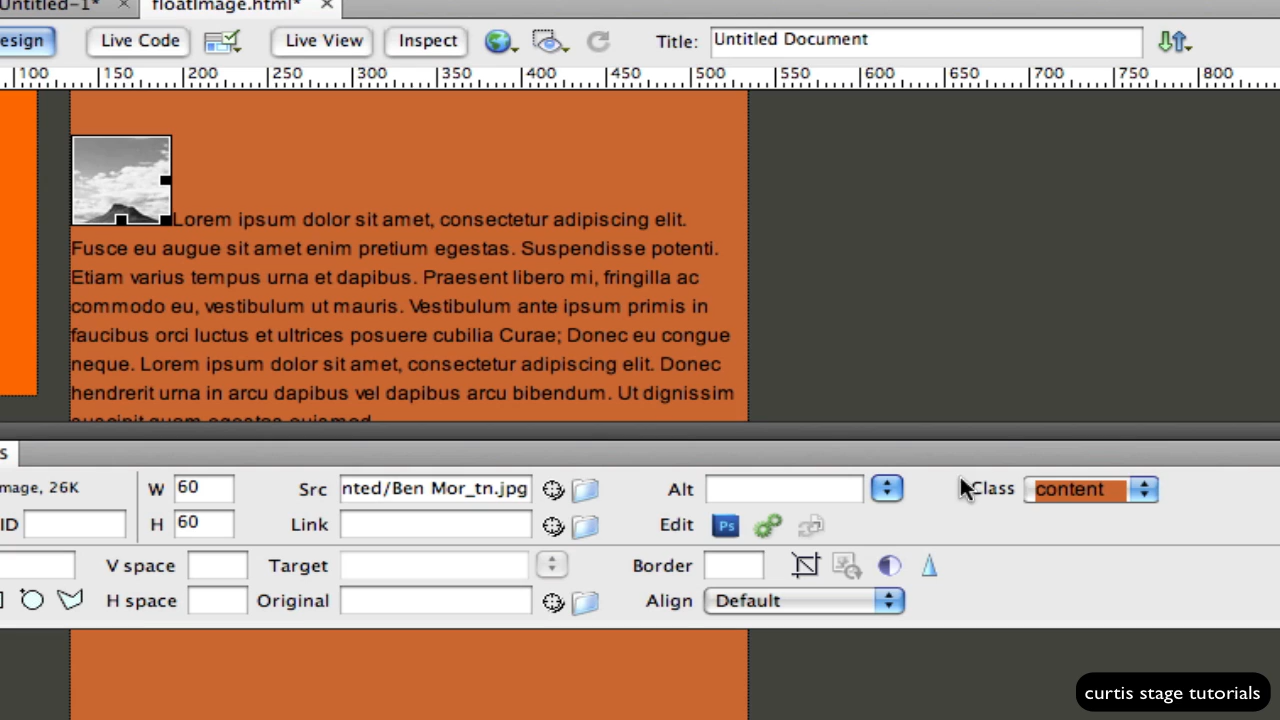 Untitled-1* × floatImage.html* ×
esign Live Code Live View Inspect Title: Untitled Document
100 150 200 250 300 350 400 450 500 550 600 650 700 750 800
Lorem ipsum dolor sit amet, consectetur adipiscing elit.
Fusce eu augue sit amet enim pretium egestas. Suspendisse potenti.
Etiam varius tempus urna et dapibus. Praesent libero mi, fringilla ac
commodo eu, vestibulum ut mauris. Vestibulum ante ipsum primis in
faucibus orci luctus et ultrices posuere cubilia Curae; Donec eu congue
neque. Lorem ipsum dolor sit amet, consectetur adipiscing elit. Donec
hendrerit urna in arcu dapibus vel dapibus arcu bibendum. Ut dignissim
suscipit quam egestas euismod
s
mage, 26K W 60 Src nted/Ben Mor_tn.jpg Alt Class content
ID H 60 Link Edit Ps
V space Target Border
H space Original Align Default
curtis stage tutorials